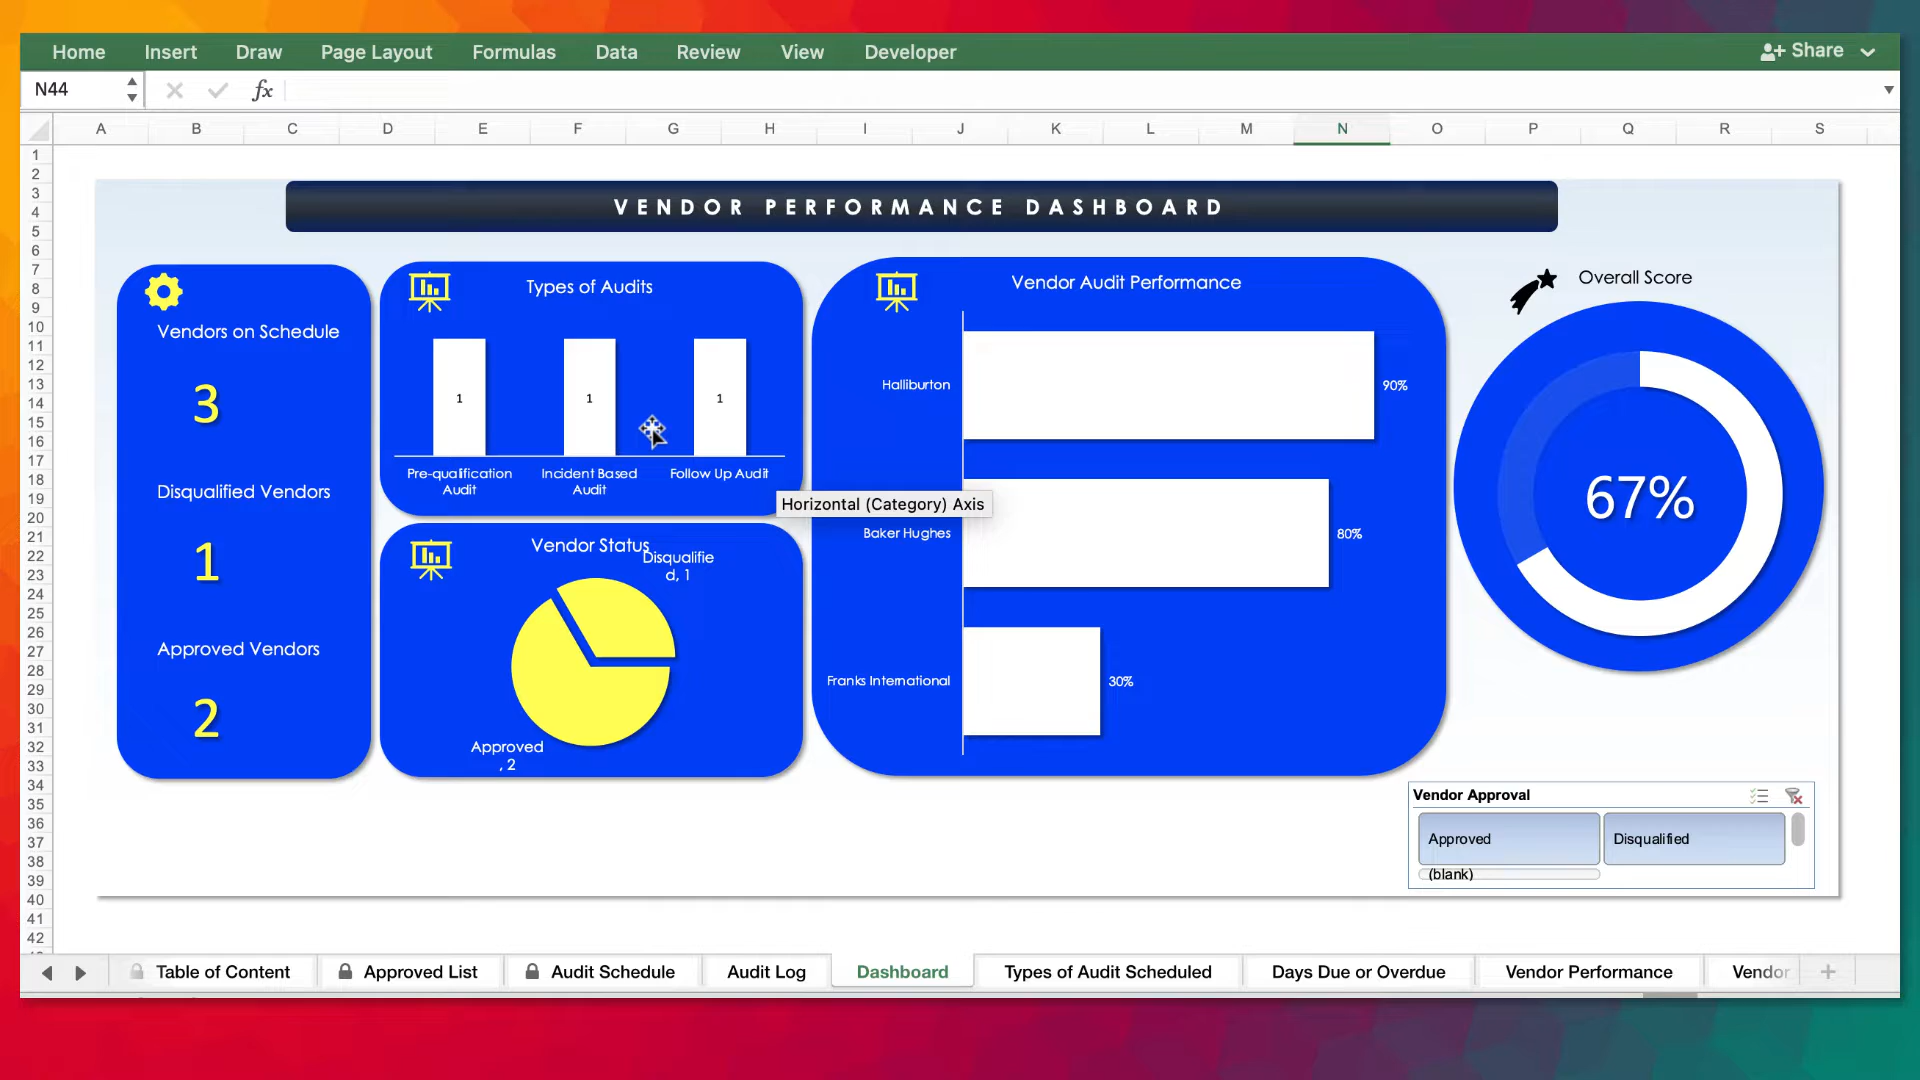 Home Insert Draw Page Layout Formulas Data Review View Developer Share
N44 fx
A B C D E F G H I J K L M N O P Q R S
1
2
3
4
5
6
7
8
9
10
11
12
13
14
15
16
17
18
19
20
21
22
23
24
25
26
27
28
29
30
31
32
33
34
35
36
37
38
39
40
41
42
VENDOR PERFORMANCE DASHBOARD
Vendors on Schedule
3
Disqualified Vendors
1
Approved Vendors
2
Types of Audits
1 1 1
Pre-qualification
Audit
Incident Based
Audit
Follow Up Audit
Vendor Status
Disqualifie
d, 1
Approved
, 2
Vendor Audit Performance
Halliburton 90%
Horizontal (Category) Axis
Baker Hughes 80%
Franks International 30%
Overall Score
67%
Vendor Approval
Approved Disqualified
(blank)
Table of Content Approved List Audit Schedule Audit Log Dashboard Types of Audit Scheduled Days Due or Overdue Vendor Performance Vendor